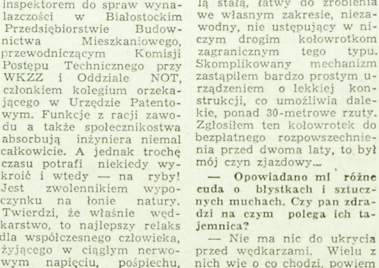 inspektorem do spraw wyna-
lazczości w Białostockim
Przedsiębiorstwie Budow-
nictwa Mieszkaniowego,
przewodniczącym Komisji
Postępu Technicznego przy
WKZZ i Oddziale NOT,
członkiem kolegium orzeka-
jącego w Urzędzie Patento-
wym. Funkcje z racji zawo-
du a także społecznikostwa
absorbują inżyniera niemal
całkowicie. A jednak trochę
czasu potrafi niekiedy wy-
kroić i wtedy — na ryby!
Jest zwolennikiem wypo-
czynku na łonie natury.
Twierdzi, że właśnie węd-
karstwo, to najlepszy relaks
dla współczesnego człowieka,
żyjącego w ciągłym nerwo-
wym napięciu, pośpiechu,
łą stałą, łatwy do zrobienia
we własnym zakresie, nieza-
wodny, nie ustępujący w ni-
czym drogim kołowrotkom
zagranicznym tego typu.
Skomplikowany mechanizm
zastąpiłem bardzo prostym u-
rządzeniem o lekkiej kon-
strukcji, co umożliwia dale-
kie, ponad 30-metrowe rzuty.
Zgłosiłem ten kołowrotek do
bezpłatnego rozpowszechnie-
nia przed dwoma laty, to był
mój czyn zjazdowy...
— Opowiadano mi różne
cuda o błystkach i sztucz-
nych muchach. Czy pan zdra-
dzi na czym polega ich ta-
jemnica?
— Nie ma nic do ukrycia
przed wędkarzami. Wielu z
nich wie o co chodzi, powiem